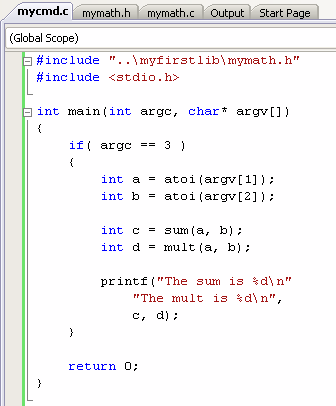 mycmd.c mymath.h mymath.c Output Start Page
(Global Scope)
#include "..\myfirstlib\mymath.h"
#include <stdio.h>
int main(int argc, char* argv[])
{
if( argc == 3 )
{
int a = atoi(argv[1]);
int b = atoi(argv[2]);
int c = sum(a, b);
int d = mult(a, b);
printf("The sum is %d\n"
"The mult is %d\n",
c, d);
}
return 0;
}